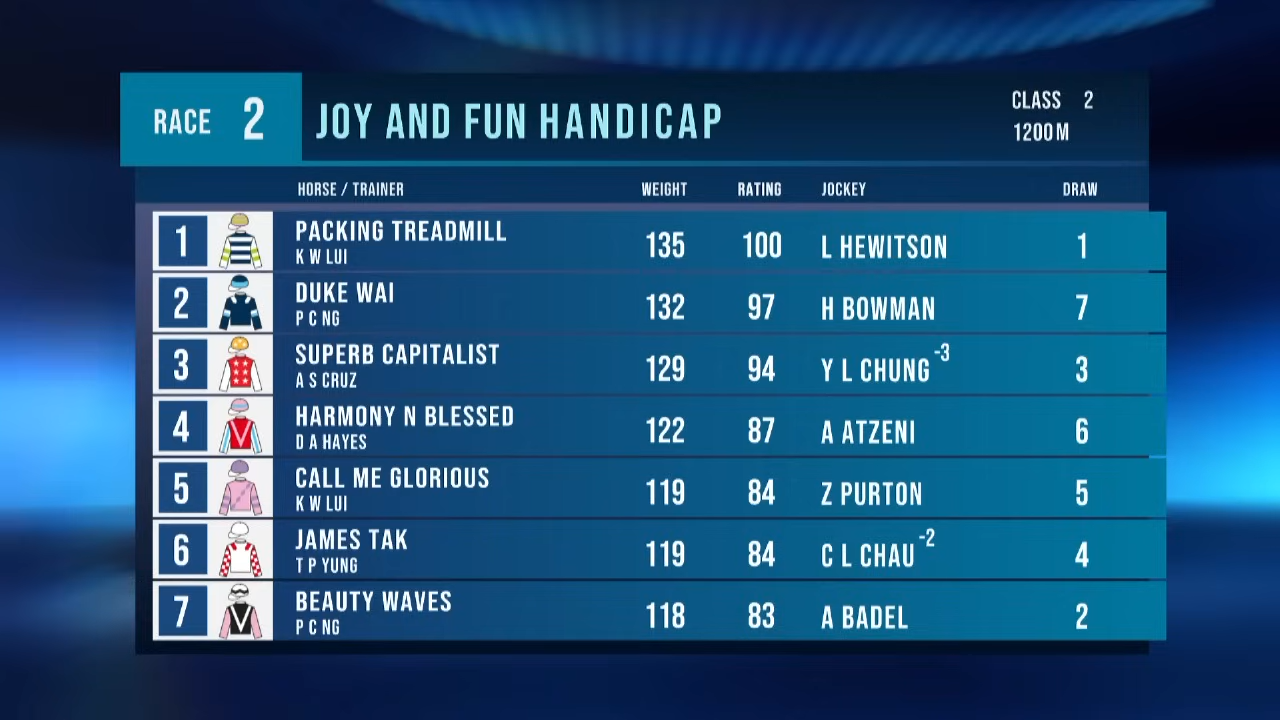 RACE 2 JOY AND FUN HANDICAP CLASS 2
1200M
HORSE / TRAINER WEIGHT RATING JOCKEY DRAW
1 PACKING TREADMILL 135 100 L HEWITSON 1
K W LUI
2 DUKE WAI 132 97 H BOWMAN 7
P C NG
3 SUPERB CAPITALIST 129 94 Y L CHUNG -3 3
A S CRUZ
4 HARMONY N BLESSED 122 87 A ATZENI 6
D A HAYES
5 CALL ME GLORIOUS 119 84 Z PURTON 5
K W LUI
6 JAMES TAK 119 84 C L CHAU -2 4
T P YUNG
7 BEAUTY WAVES 118 83 A BADEL 2
P C NG